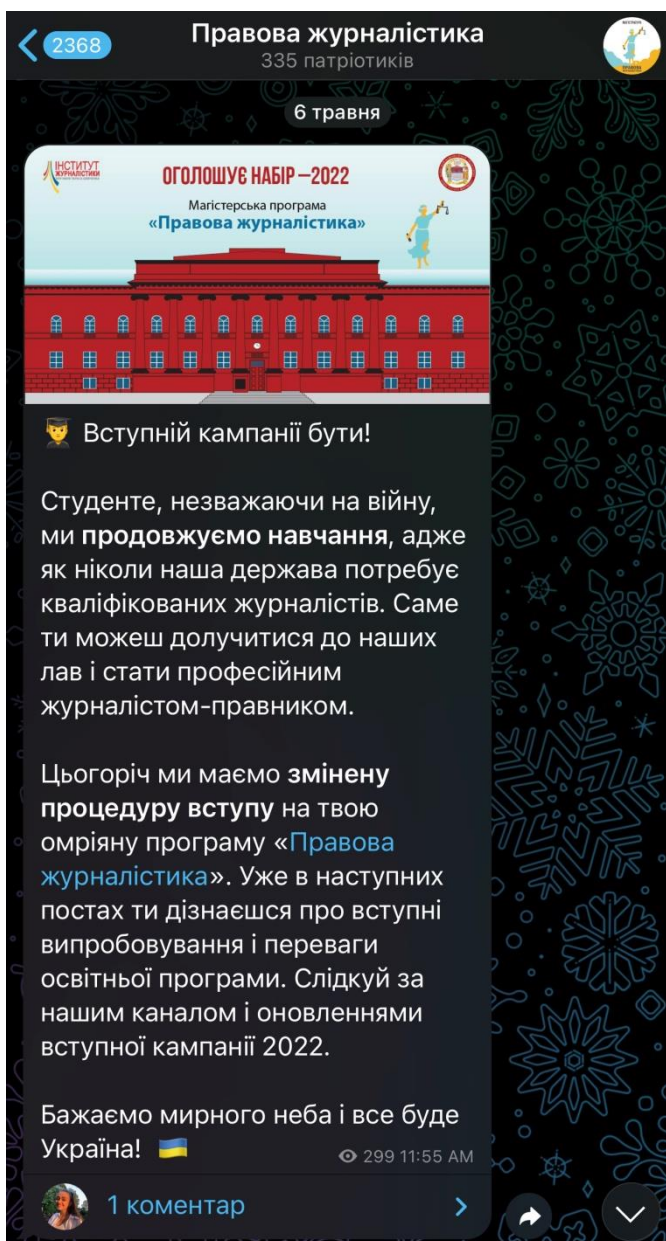 2368
Правова журналістика
335 патріотиків
6 травня
ІНСТИТУТ
ЖУРНАЛІСТИКИ
ОГОЛОШУЄ НАБІР –2022
Магістерська програма
«Правова журналістика»
Вступній кампанії бути!
Студенте, незважаючи на війну,
ми продовжуємо навчання, адже
як ніколи наша держава потребує
кваліфікованих журналістів. Саме
ти можеш долучитися до наших
лав і стати професійним
журналістом-правником.
Цьогоріч ми маємо змінену
процедуру вступу на твою
омріяну програму «Правова
журналістика». Уже в наступних
постах ти дізнаєшся про вступні
випробовування і переваги
освітньої програми. Слідкуй за
нашим каналом і оновленнями
вступної кампанії 2022.
Бажаємо мирного неба і все буде
Україна!
299 11:55 AM
1 коментар